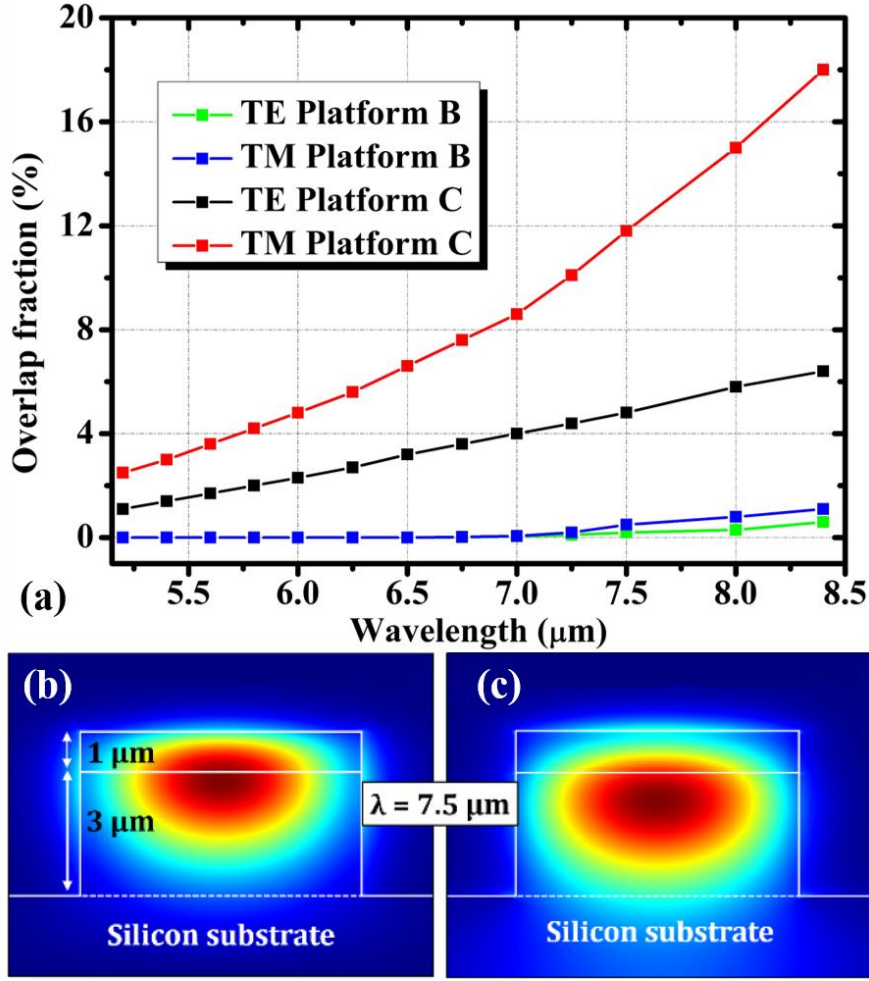 20
16
12
8
4
0
Overlap fraction (%)
TE Platform B
TM Platform B
TE Platform C
TM Platform C
(a)
5.5 6.0 6.5 7.0 7.5 8.0 8.5
Wavelength (μm)
(b)
(c)
1 μm
3 μm
λ = 7.5 μm
Silicon substrate
Silicon substrate